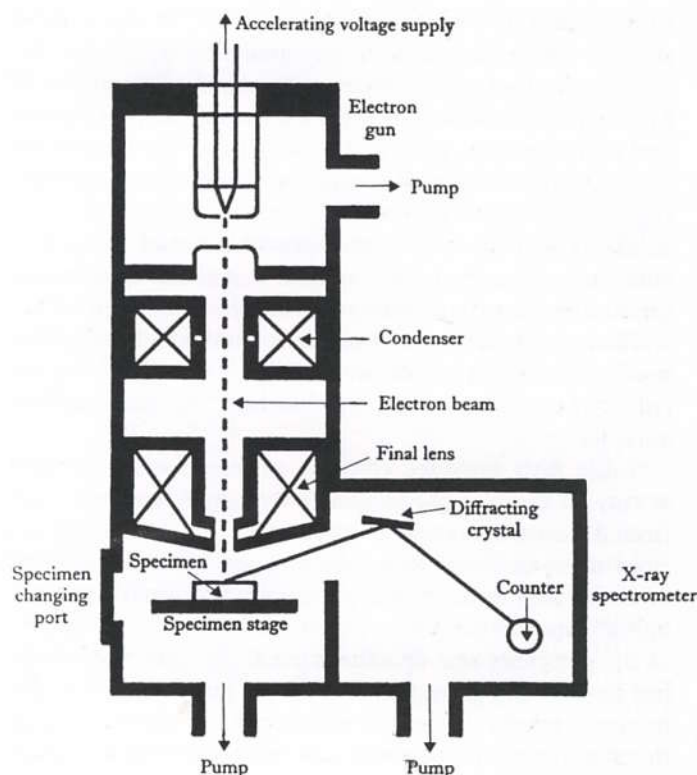 Accelerating voltage supply
Electron
gun
Pump
Condenser
Electron beam
Final lens
Diffracting
crystal
Specimen
changing
port
Specimen
Specimen stage
Counter
X-ray
spectrometer
Pump
Pump